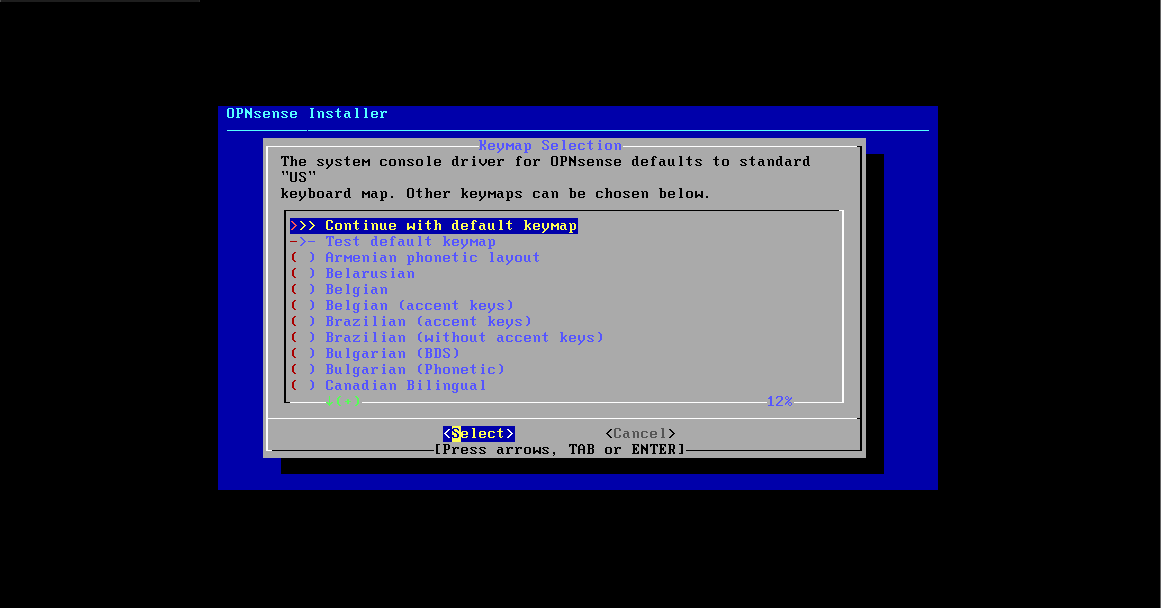 OPNsense Installer
Keymap Selection
The system console driver for OPNsense defaults to standard
"US"
keyboard map. Other keymaps can be chosen below.
>>> Continue with default keymap
->- Test default keymap
( ) Armenian phonetic layout
( ) Belarusian
( ) Belgian
( ) Belgian (accent keys)
( ) Brazilian (accent keys)
( ) Brazilian (without accent keys)
( ) Bulgarian (BDS)
( ) Bulgarian (Phonetic)
( ) Canadian Bilingual
↓(+) 12%
<Select> <Cancel>
[Press arrows, TAB or ENTER]